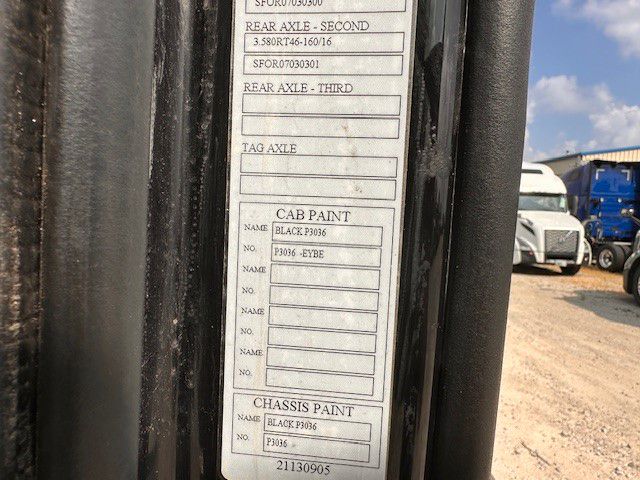 SFOR07030300
REAR AXLE - SECOND
3.580RT46-160/16
SFOR07030301
REAR AXLE - THIRD
TAG AXLE
CAB PAINT
NAME BLACK P3036
NO. P3036 -EYBE
NAME
NO.
NAME
NO.
NAME
NO.
CHASSIS PAINT
NAME BLACK P3036
NO. P3036
21130905